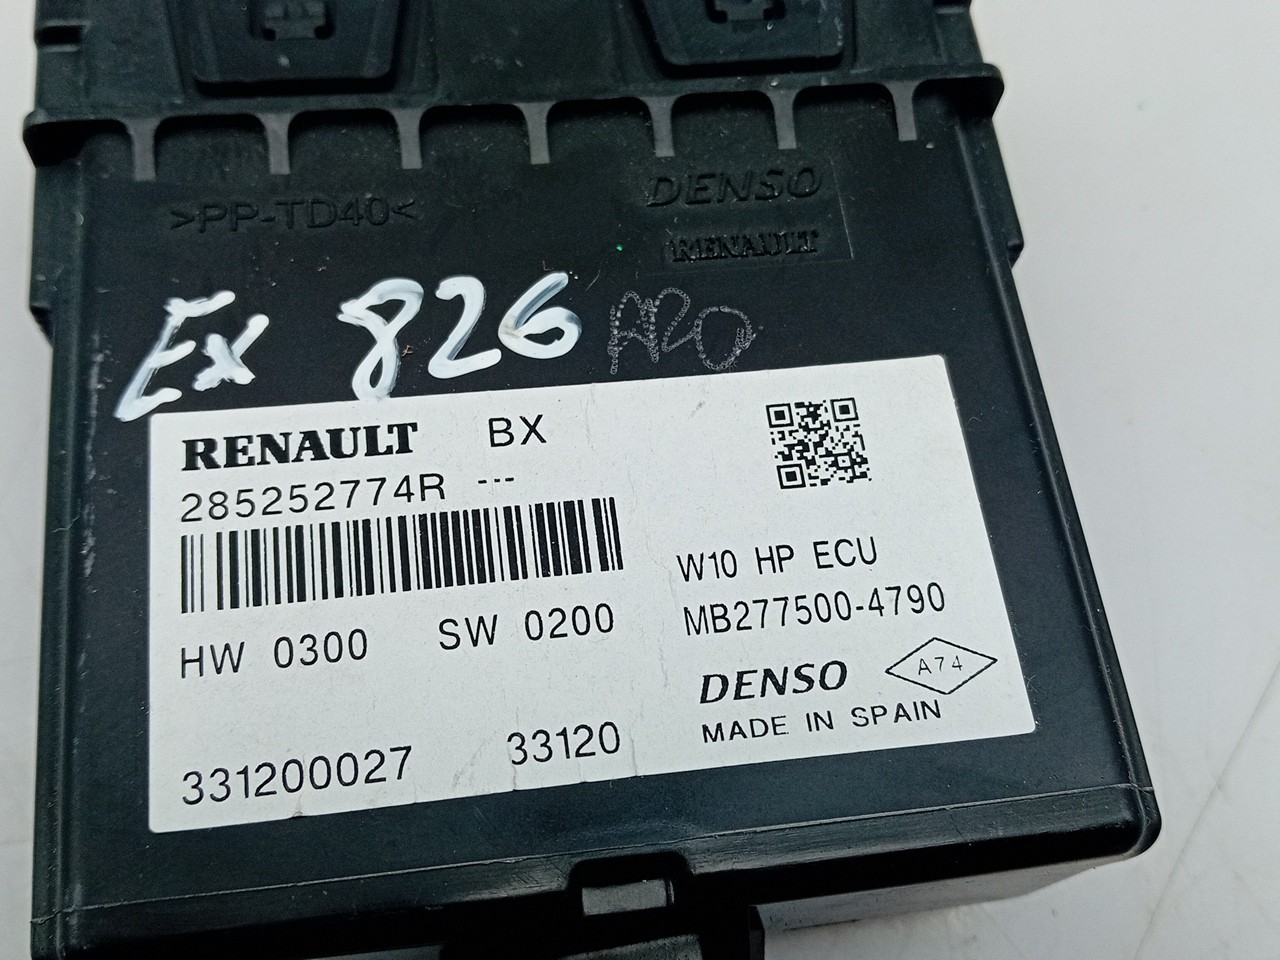 >PP-TD40<
DENSO
RENAULT
Ex 826 A20
RENAULT BX
285252774R ---
HW 0300 SW 0200
331200027 33120
W10 HP ECU
MB277500-4790
DENSO A74
MADE IN SPAIN